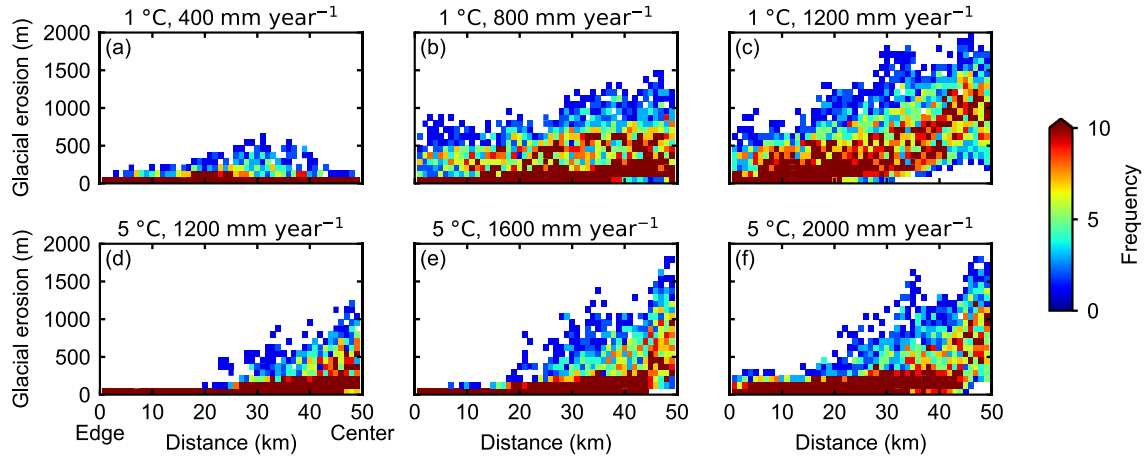 1 °C, 400 mm year⁻¹ 1 °C, 800 mm year⁻¹ 1 °C, 1200 mm year⁻¹
Glacial erosion (m)
2000
1500
1000
500
0
(a) (b) (c)
5 °C, 1200 mm year⁻¹ 5 °C, 1600 mm year⁻¹ 5 °C, 2000 mm year⁻¹
Glacial erosion (m)
2000
1500
1000
500
0
(d) (e) (f)
0 10 20 30 40 50 0 10 20 30 40 50 0 10 20 30 40 50
Edge Distance (km) Center Distance (km) Distance (km)
10
5
0
Frequency